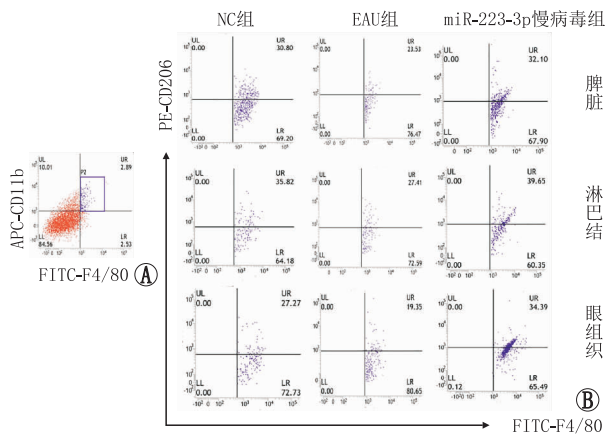 NC组 EAU组 miR-223-3p慢病毒组
PE-CD206
UL 0.00 UR 30.80 LL 0.00 LR 69.20
UL 0.00 UR 23.53 LL 0.00 LR 76.47
UL 0.00 UR 32.10 LL 0.00 LR 67.90
脾脏
APC-CD11b
UL 10.01 UR 2.89 P2 LL 84.56 LR 2.53
FITC-F4/80 A
UL 0.00 UR 35.82 LL 0.00 LR 64.18
UL 0.00 UR 27.41 LL 0.00 LR 72.59
UL 0.00 UR 39.65 LL 0.00 LR 60.35
淋巴结
UL 0.00 UR 27.27 LL 0.00 LR 72.73
UL 0.00 UR 19.35 LL 0.00 LR 80.65
UL 0.00 UR 34.39 LL 0.12 LR 65.49
眼组织
B
FITC-F4/80